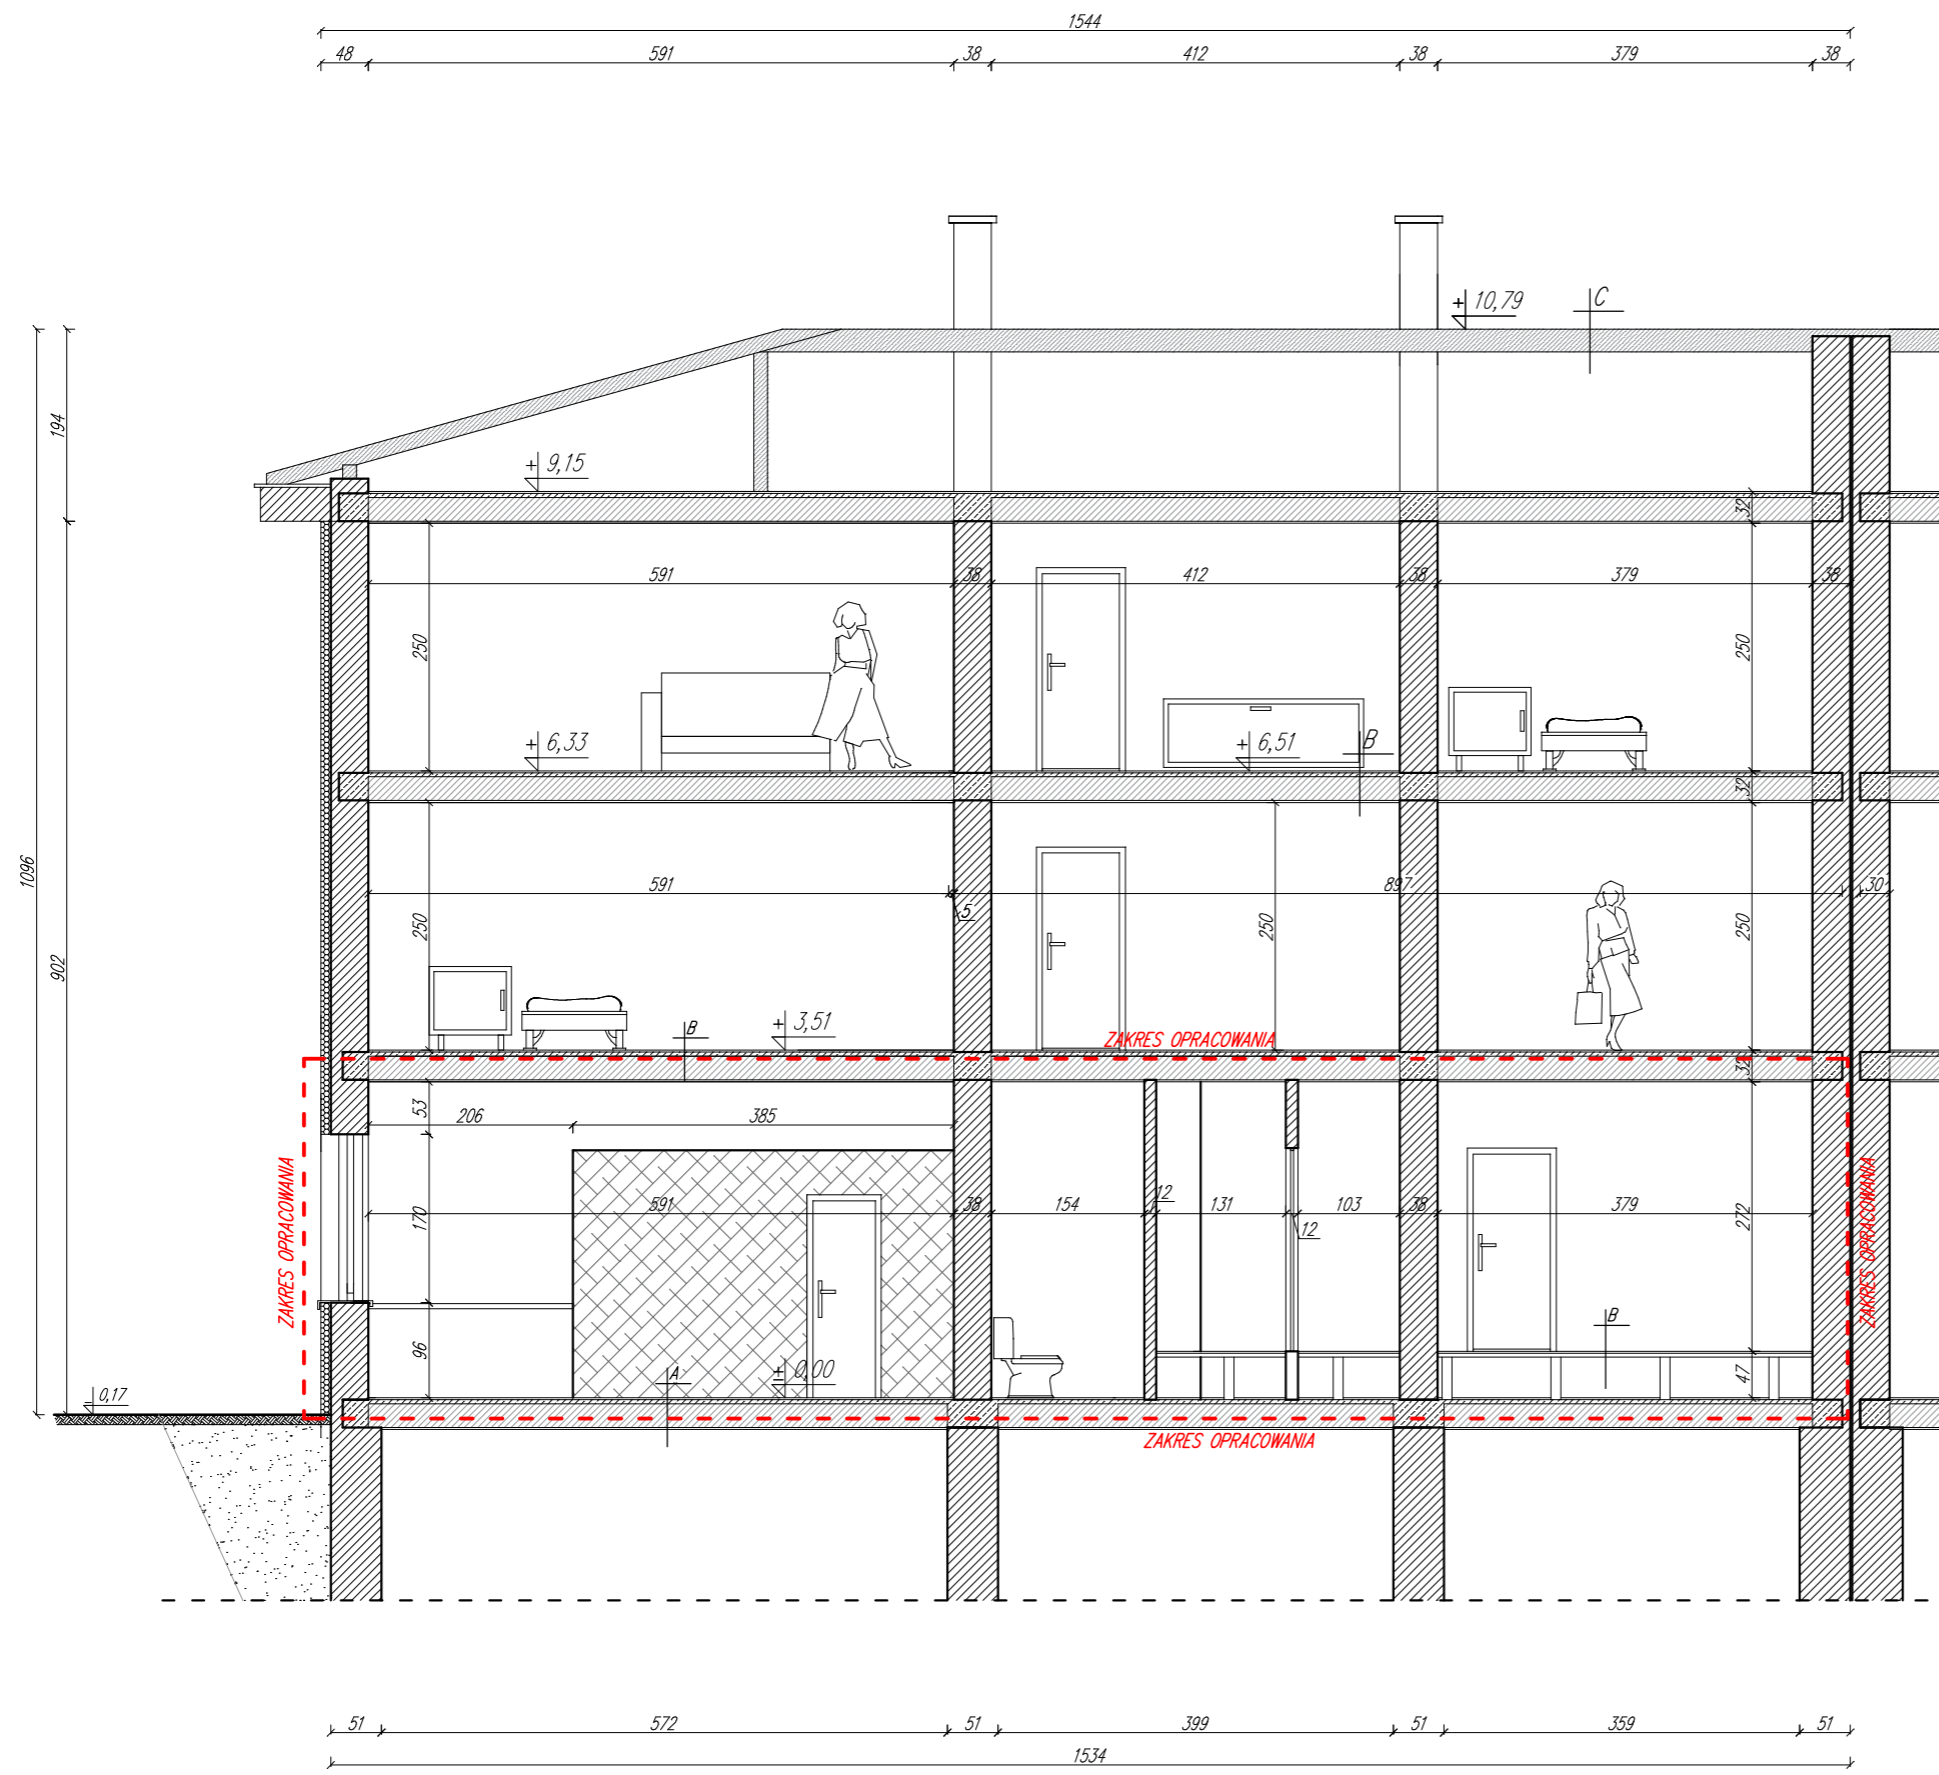 1544
48 591 38 412 38 379 38
+ 10,79 C
194
+ 9,15
32
591 38 412 38 379 38
250 250
+ 6,33 + 6,51 B
32
1096
591 897 30
5
250 250 250
902
B + 3,51 ZAKRES OPRACOWANIA
32
53
206 385
ZAKRES OPRACOWANIA
ZAKRES OPRACOWANIA
170 591 38 154 12 131 12 103 38 379 272
B
96 A ± 0,00 47
- 0,17
ZAKRES OPRACOWANIA
51 572 51 399 51 359 51
1534